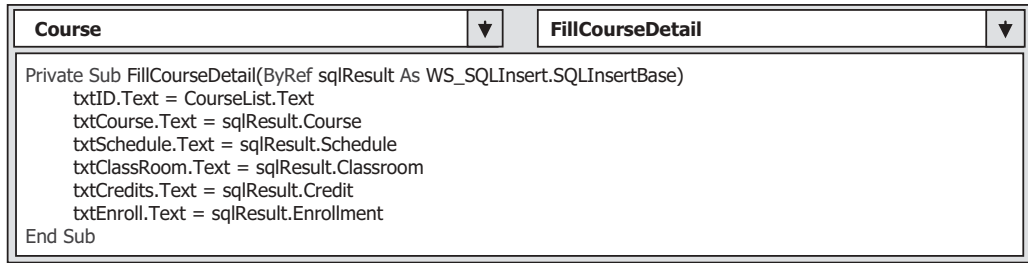 Course
FillCourseDetail
Private Sub FillCourseDetail(ByRef sqlResult As WS_SQLInsert.SQLInsertBase)
txtID.Text = CourseList.Text
txtCourse.Text = sqlResult.Course
txtSchedule.Text = sqlResult.Schedule
txtClassRoom.Text = sqlResult.Classroom
txtCredits.Text = sqlResult.Credit
txtEnroll.Text = sqlResult.Enrollment
End Sub